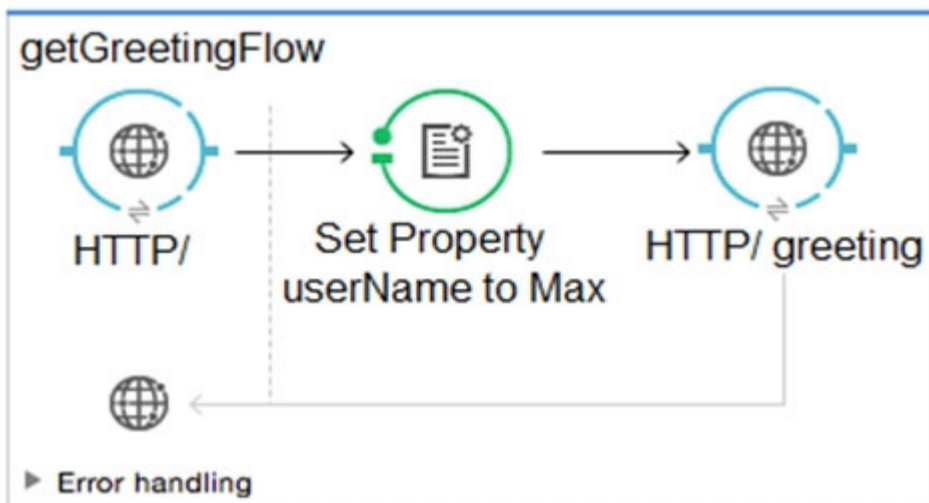 getGreetingFlow
HTTP/
Set Property
userName to Max
HTTP/ greeting
Error handling